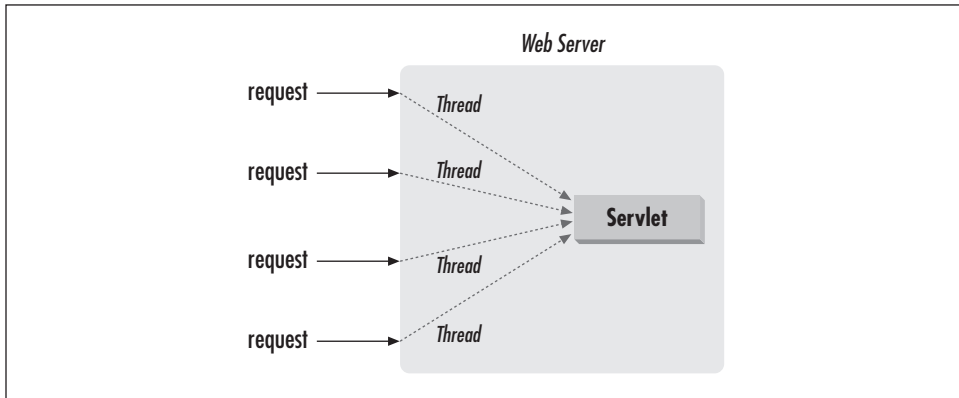 Web Server
request
Thread
request
Thread
Servlet
request
Thread
request
Thread